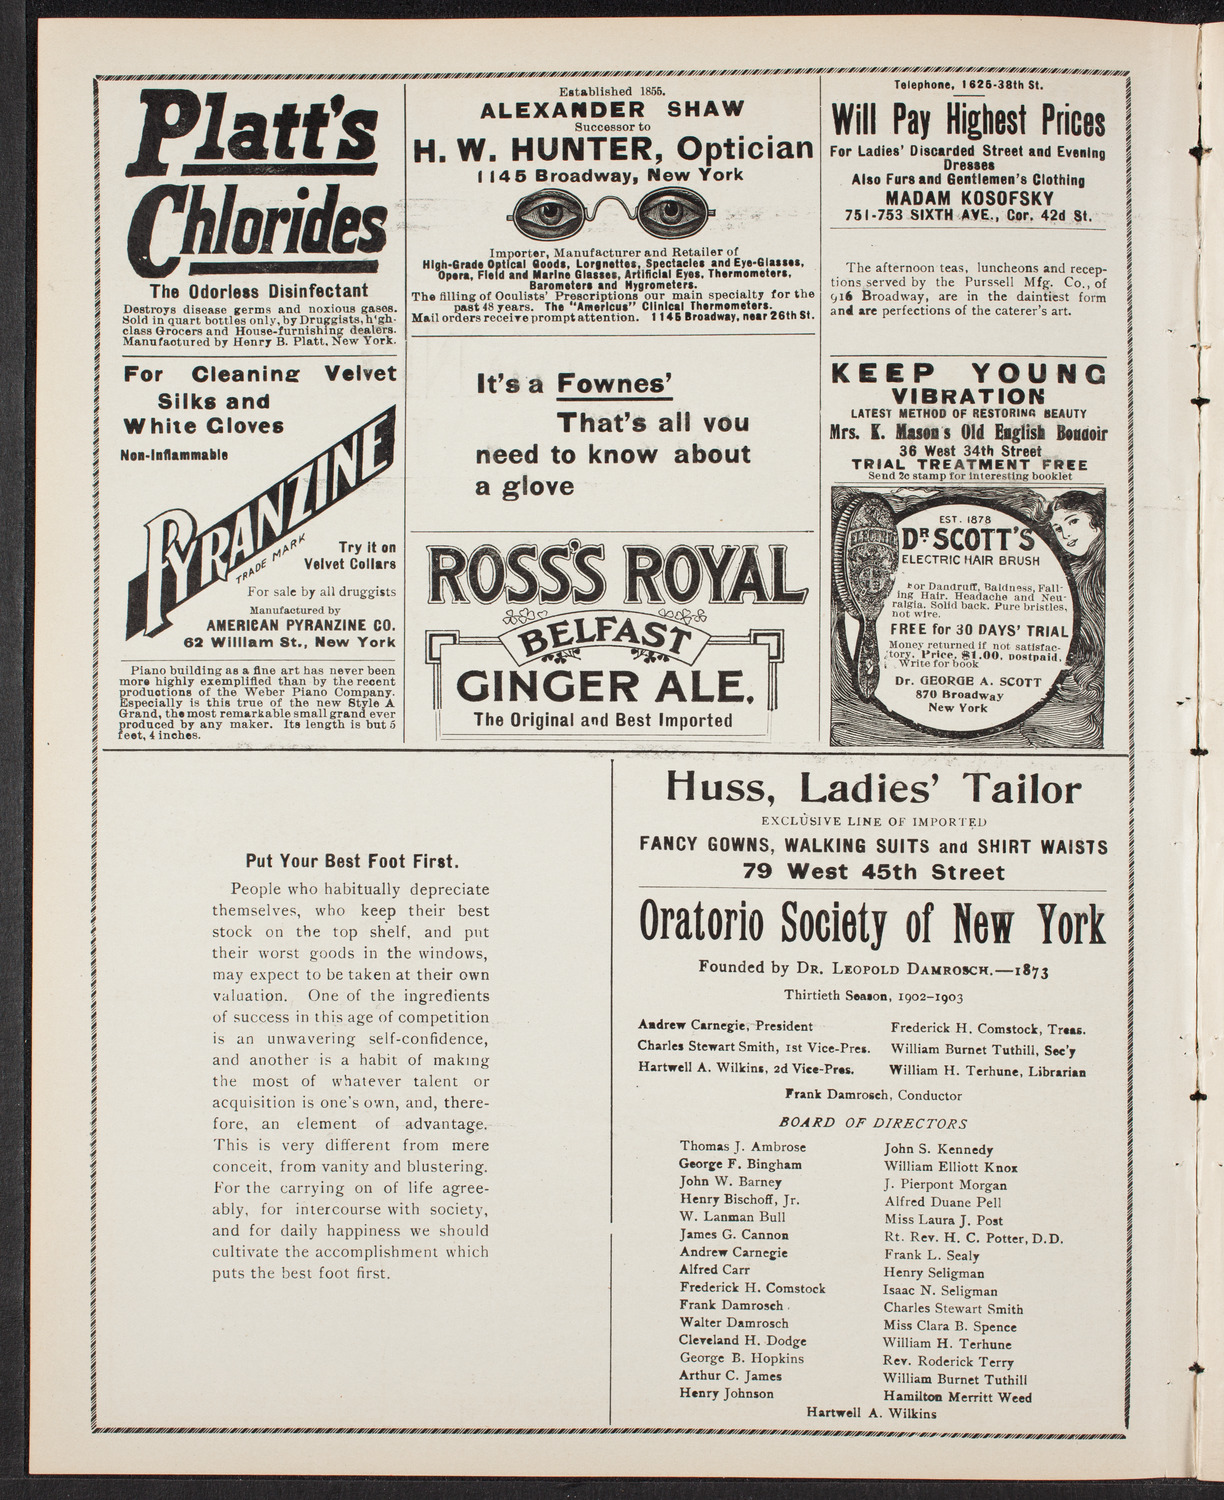 Platt's
Chlorides
The Odorless Disinfectant
Destroys disease germs and noxious gases.
Sold in quart bottles only, by Druggists, high-
class Grocers and House-furnishing dealers.
Manufactored by Henry B. Platt, New York.
For Cleaning Velvet
Silks and
White Gloves
Non-Inflammable
PYRANZINE
TRADE MARK
Try it on
Velvet Collars
For sale by all druggists
Manufactured by
AMERICAN PYRANZINE CO.
62 William St., New York
Piano building as a fine art has never been
more highly exemplified than by the recent
productions of the Weber Piano Company.
Especially is this true of the new Style A
Grand, the most remarkable small grand ever
produced by any maker. Its length is but 5
feet, 4 inches.
Established 1855.
ALEXANDER SHAW
Successor to
H. W. HUNTER, Optician
1145 Broadway, New York
Importer, Manufacturer and Retailer of
High-Grade Optical Goods, Lorgnettes, Spectacles and Eye-Glasses,
Opera, Field and Marine Glasses, Artificial Eyes, Thermometers,
Barometers and Hygrometers.
The filling of Oculists' Prescriptions our main specialty for the
past 48 years. The "Americus" Clinical Thermometers.
Mail orders receive prompt attention. 1145 Broadway, near 26th St.
It's a Fownes'
That's all you
need to know about
a glove
ROSS'S ROYAL
BELFAST
GINGER ALE.
The Original and Best Imported
Telephone, 1625-38th St.
Will Pay Highest Prices
For Ladies' Discarded Street and Evening
Dresses
Also Furs and Gentlemen's Clothing
MADAM KOSOFSKY
751-753 SIXTH AVE., Cor. 42d St.
The afternoon teas, luncheons and recep-
tions served by the Purssell Mfg. Co., of
916 Broadway, are in the daintiest form
and are perfections of the caterer's art.
KEEP YOUNG
VIBRATION
LATEST METHOD OF RESTORING BEAUTY
Mrs. K. Mason's Old English Boudoir
36 West 34th Street
TRIAL TREATMENT FREE
Send 2c stamp for interesting booklet
ELECTRIC
EST. 1878
DR SCOTT'S
ELECTRIC HAIR BRUSH
For Dandruff, Baldness, Fall-
ing Hair. Headache and Neu-
ralgia. Solid back. Pure bristles,
not wire.
FREE for 30 DAYS' TRIAL
Money returned if not satisfac-
tory. Price, $1.00, postpaid.
Write for book
Dr. GEORGE A. SCOTT
870 Broadway
New York
Put Your Best Foot First.
People who habitually depreciate
themselves, who keep their best
stock on the top shelf, and put
their worst goods in the windows,
may expect to be taken at their own
valuation. One of the ingredients
of success in this age of competition
is an unwavering self-confidence,
and another is a habit of making
the most of whatever talent or
acquisition is one's own, and, there-
fore, an element of advantage.
This is very different from mere
conceit, from vanity and blustering.
For the carrying on of life agree-
ably, for intercourse with society,
and for daily happiness we should
cultivate the accomplishment which
puts the best foot first.
Huss, Ladies' Tailor
EXCLUSIVE LINE OF IMPORTED
FANCY GOWNS, WALKING SUITS and SHIRT WAISTS
79 West 45th Street
Oratorio Society of New York
Founded by DR. LEOPOLD DAMROSCH.—1873
Thirtieth Season, 1902–1903
Andrew Carnegie, President
Charles Stewart Smith, 1st Vice-Pres.
Hartwell A. Wilkins, 2d Vice-Pres.
Frederick H. Comstock, Treas.
William Burnet Tuthill, Sec'y
William H. Terhune, Librarian
Frank Damrosch, Conductor
BOARD OF DIRECTORS
Thomas J. Ambrose
George F. Bingham
John W. Barney
Henry Bischoff, Jr.
W. Lanman Bull
James G. Cannon
Andrew Carnegie
Alfred Carr
Frederick H. Comstock
Frank Damrosch
Walter Damrosch
Cleveland H. Dodge
George B. Hopkins
Arthur C. James
Henry Johnson
John S. Kennedy
William Elliott Knox
J. Pierpont Morgan
Alfred Duane Pell
Miss Laura J. Post
Rt. Rev. H. C. Potter, D.D.
Frank L. Sealy
Henry Seligman
Isaac N. Seligman
Charles Stewart Smith
Miss Clara B. Spence
William H. Terhune
Rev. Roderick Terry
William Burnet Tuthill
Hamilton Merritt Weed
Hartwell A. Wilkins